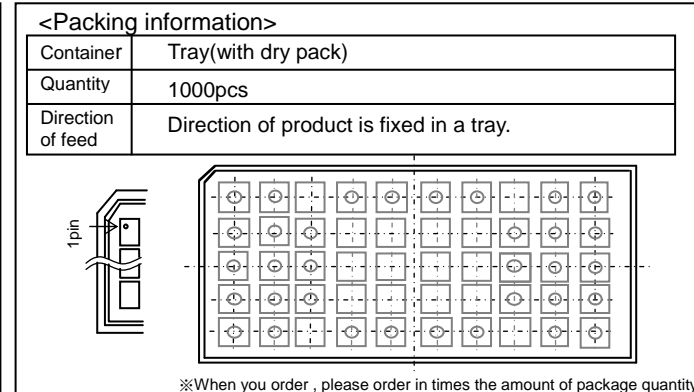 <Packing information>
Container Tray(with dry pack)
Quantity 1000pcs
Direction
of feed
Direction of product is fixed in a tray.
1pin
※When you order , please order in times the amount of package quantity